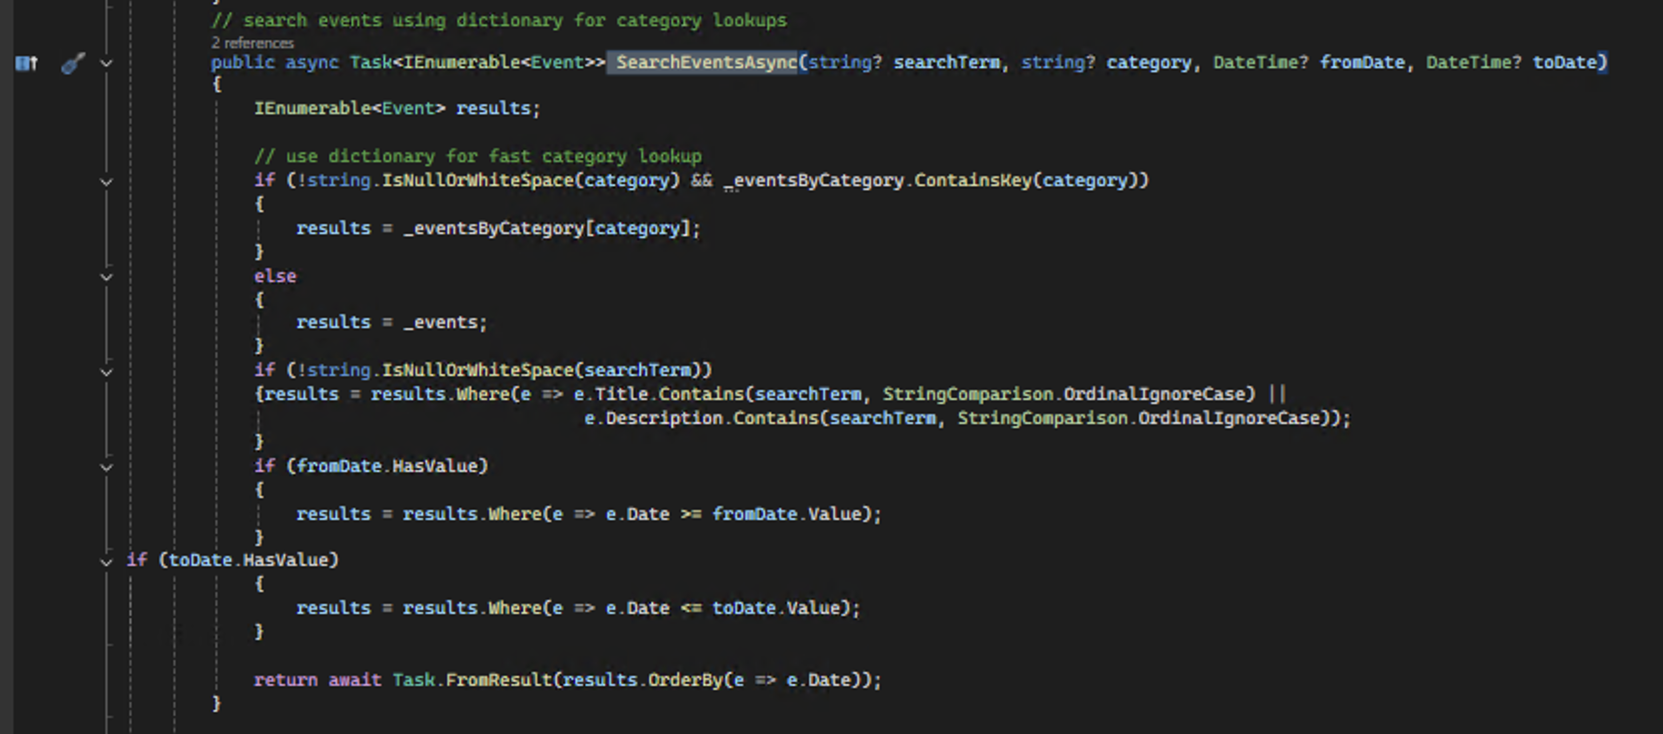 }
// search events using dictionary for category lookups
2 references
public async Task<IEnumerable<Event>> SearchEventsAsync(string? searchTerm, string? category, DateTime? fromDate, DateTime? toDate)
{
IEnumerable<Event> results;
// use dictionary for fast category lookup
if (!string.IsNullOrWhiteSpace(category) && _eventsByCategory.ContainsKey(category))
{
results = _eventsByCategory[category];
}
else
{
results = _events;
}
if (!string.IsNullOrWhiteSpace(searchTerm))
{results = results.Where(e => e.Title.Contains(searchTerm, StringComparison.OrdinalIgnoreCase) ||
e.Description.Contains(searchTerm, StringComparison.OrdinalIgnoreCase));
}
if (fromDate.HasValue)
{
results = results.Where(e => e.Date >= fromDate.Value);
}
if (toDate.HasValue)
{
results = results.Where(e => e.Date <= toDate.Value);
}
return await Task.FromResult(results.OrderBy(e => e.Date));
}